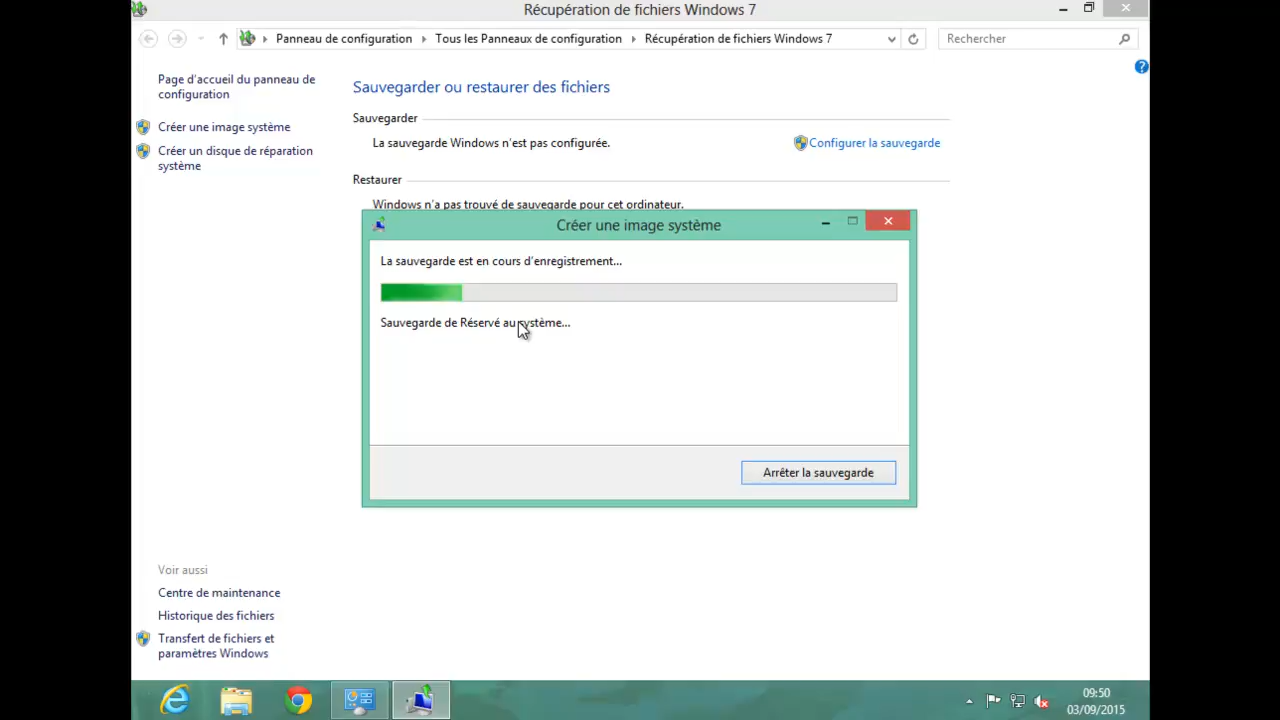 Récupération de fichiers Windows 7
Panneau de configuration
Tous les Panneaux de configuration
Récupération de fichiers Windows 7
Rechercher
Page d'accueil du panneau de
configuration
Créer une image système
Créer un disque de réparation
système
Sauvegarder ou restaurer des fichiers
Sauvegarder
La sauvegarde Windows n'est pas configurée.
Configurer la sauvegarde
Restaurer
Windows n'a pas trouvé de sauvegarde pour cet ordinateur.
Créer une image système
La sauvegarde est en cours d'enregistrement...
Sauvegarde de Réservé au système...
Arrêter la sauvegarde
Voir aussi
Centre de maintenance
Historique des fichiers
Transfert de fichiers et
paramètres Windows
09:50
03/09/2015